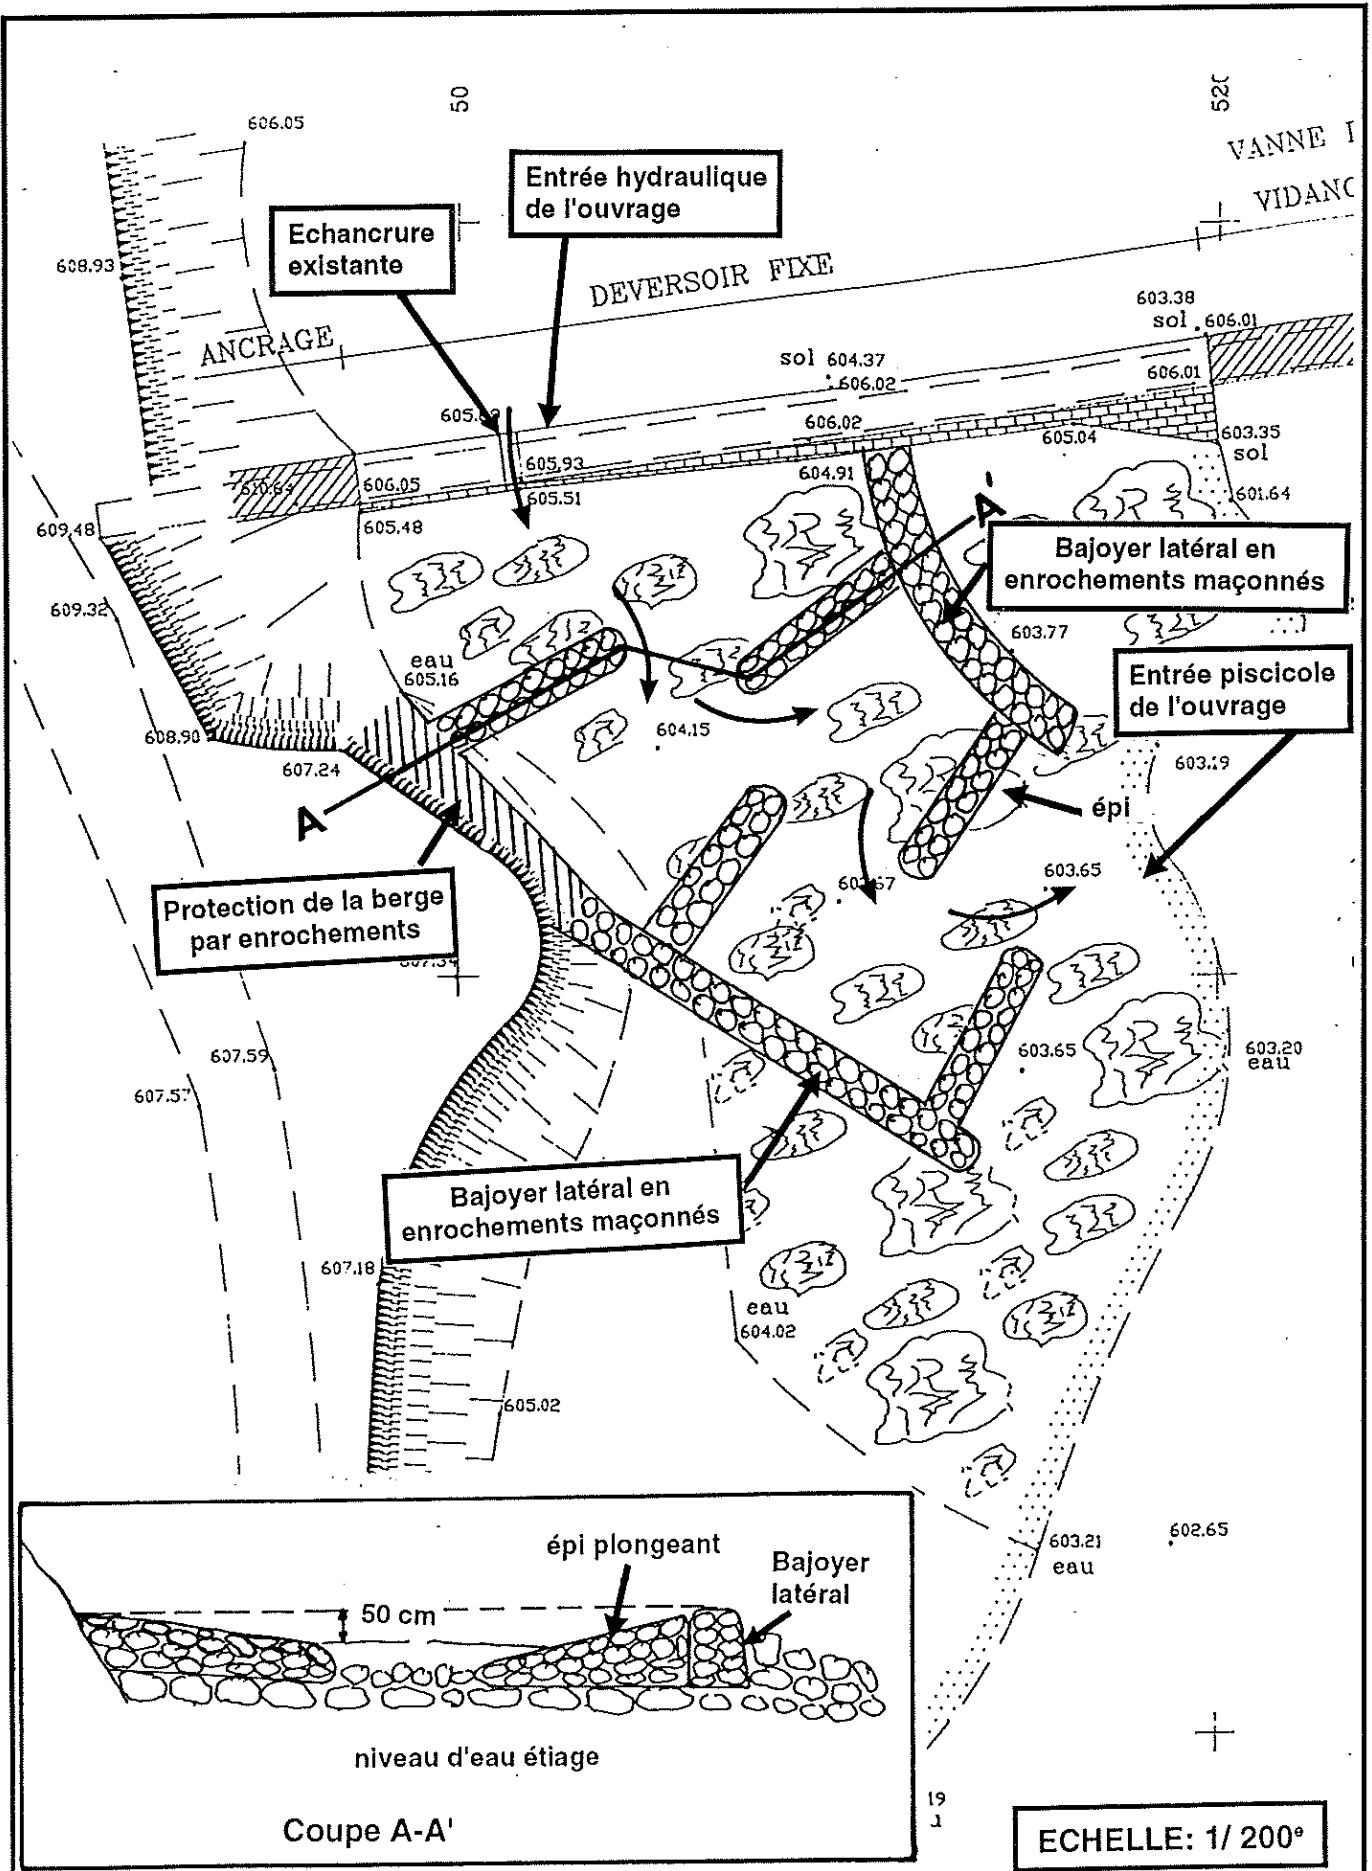 50
520
606.05
VANNE
VIDANC
Entrée hydraulique
de l'ouvrage
Echancrure
existante
608.93
DEVERSOIR FIXE
603.38
sol
606.01
ANCRAGE
sol 604.37
606.02
606.01
606.02
605.04
603.35
sol
605.93
604.91
606.05
605.51
601.64
609.48
605.48
A'
Bajoyer latéral en
enrochements maçonnés
609.32
603.77
eau
605.16
Entrée piscicole
de l'ouvrage
608.90
604.15
607.24
603.19
A
épi
603.65
Protection de la berge
par enrochements
607.59
603.65
603.20
eau
607.57
Bajoyer latéral en
enrochements maçonnés
607.18
eau
604.02
605.02
603.21
eau
602.65
épi plongeant
Bajoyer
latéral
50 cm
niveau d'eau étiage
Coupe A-A'
19
ECHELLE: 1/ 200e